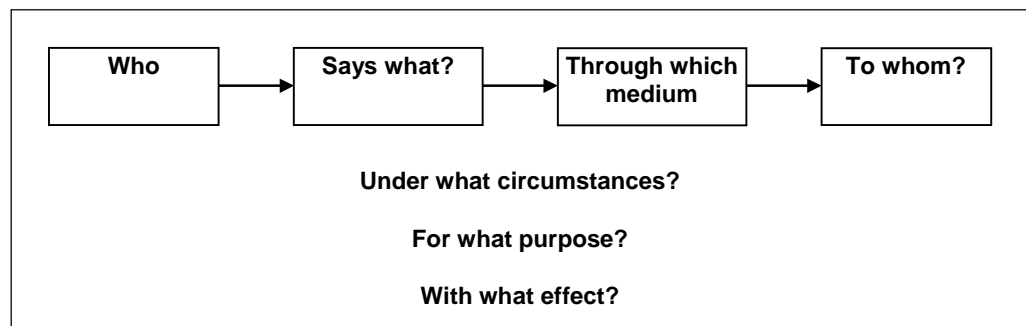 Who
Says what?
Through which
medium
To whom?
Under what circumstances?
For what purpose?
With what effect?